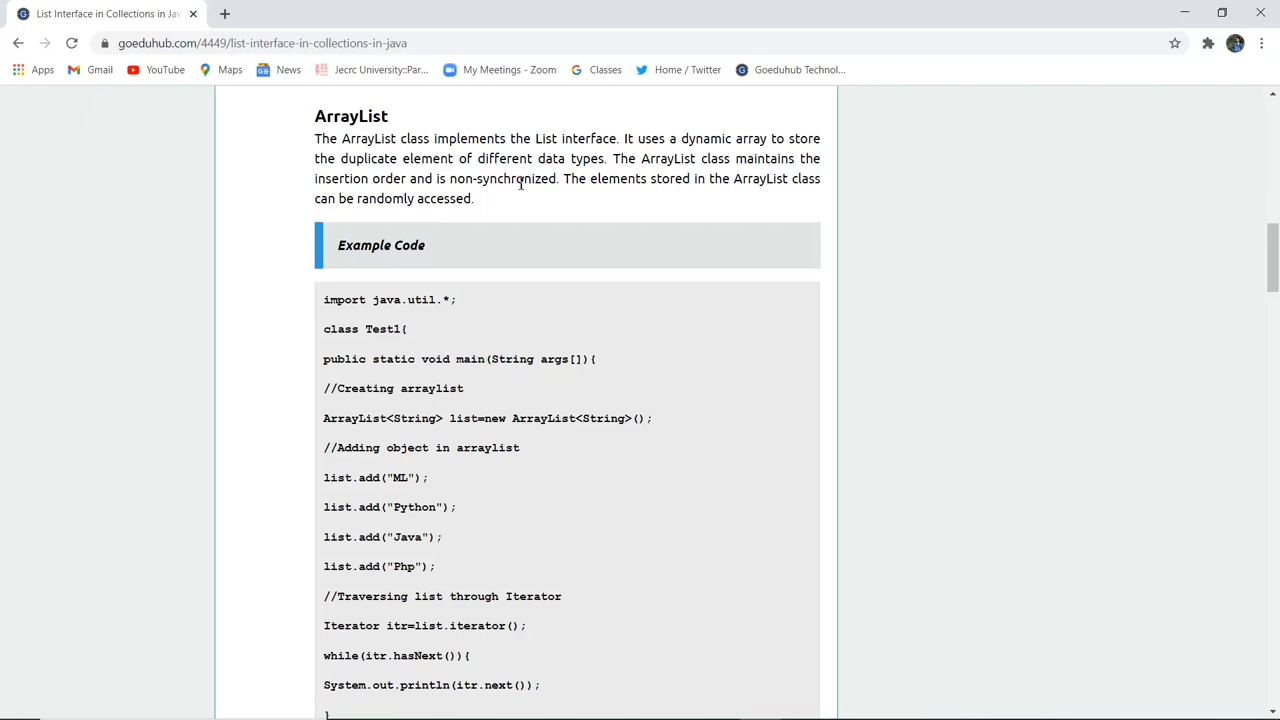 List Interface in Collections in Jav
goeduhub.com/4449/list-interface-in-collections-in-java
Apps Gmail YouTube Maps News Jecrc University::Par... My Meetings - Zoom Classes Home / Twitter Goeduhub Technol...
ArrayList
The ArrayList class implements the List interface. It uses a dynamic array to store
the duplicate element of different data types. The ArrayList class maintains the
insertion order and is non-synchronized. The elements stored in the ArrayList class
can be randomly accessed.
Example Code
import java.util.*;
class Test1{
public static void main(String args[]){
//Creating arraylist
ArrayList<String> list=new ArrayList<String>();
//Adding object in arraylist
list.add("ML");
list.add("Python");
list.add("Java");
list.add("Php");
//Traversing list through Iterator
Iterator itr=list.iterator();
while(itr.hasNext()){
System.out.println(itr.next());
}